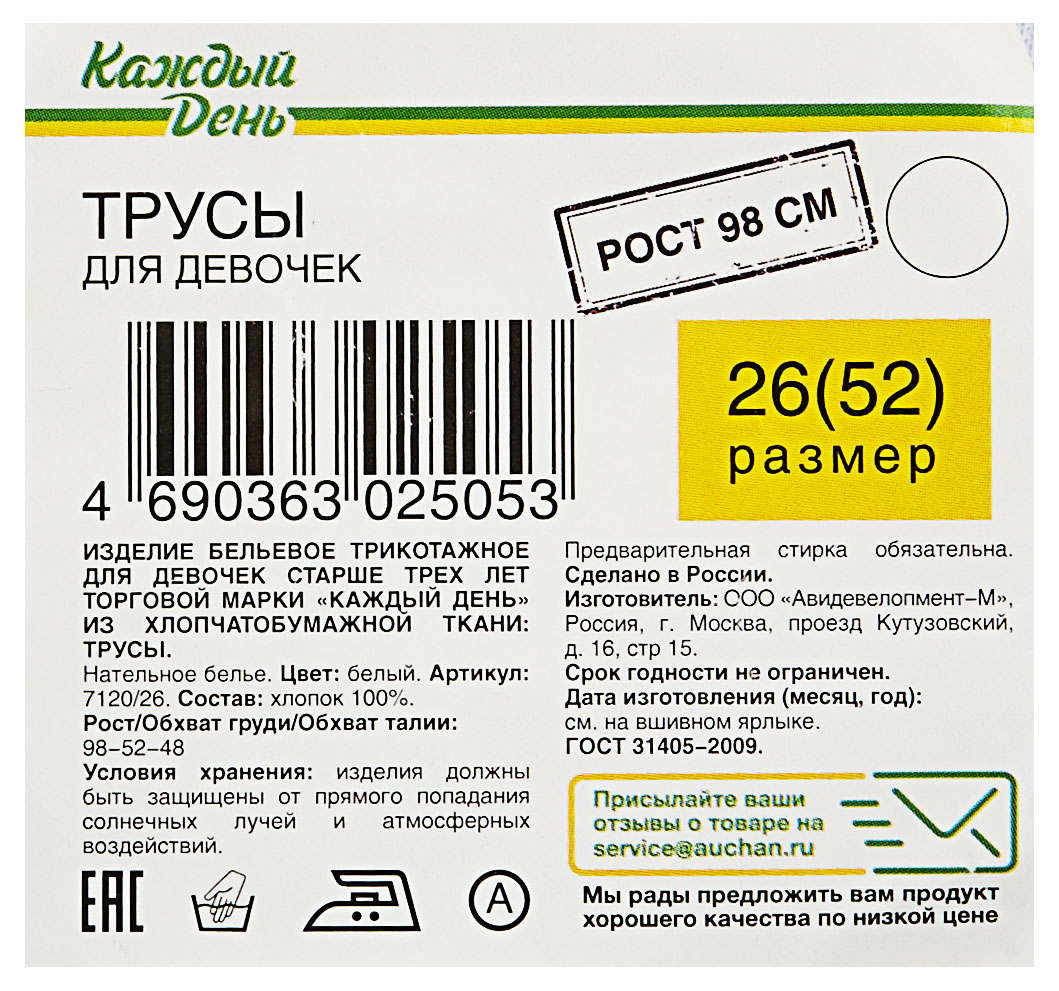 Каждый
День
ТРУСЫ
ДЛЯ ДЕВОЧЕК
РОСТ 98 СМ
26(52)
размер
4 690363 025053
ИЗДЕЛИЕ БЕЛЬЕВОЕ ТРИКОТАЖНОЕ
ДЛЯ ДЕВОЧЕК СТАРШЕ ТРЕХ ЛЕТ
ТОРГОВОЙ МАРКИ «КАЖДЫЙ ДЕНЬ»
ИЗ ХЛОПЧАТОБУМАЖНОЙ ТКАНИ:
ТРУСЫ.
Нательное белье. Цвет: белый. Артикул:
7120/26. Состав: хлопок 100%.
Рост/Обхват груди/Обхват талии:
98-52-48
Условия хранения: изделия должны
быть защищены от прямого попадания
солнечных лучей и атмосферных
воздействий.
EAC
A
Предварительная стирка обязательна.
Сделано в России.
Изготовитель: ООО «Авидевелопмент-М»,
Россия, г. Москва, проезд Кутузовский,
д. 16, стр 15.
Срок годности не ограничен.
Дата изготовления (месяц, год):
см. на вшивном ярлыке.
ГОСТ 31405-2009.
Присылайте ваши
отзывы о товаре на
service@auchan.ru
Мы рады предложить вам продукт
хорошего качества по низкой цене